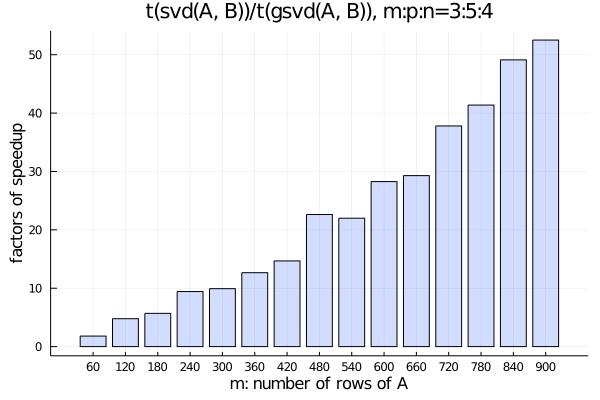 t(svd(A, B))/t(gsvd(A, B)), m:p:n=3:5:4
50
40
30
20
10
0
factors of speedup
60 120 180 240 300 360 420 480 540 600 660 720 780 840 900
m: number of rows of A